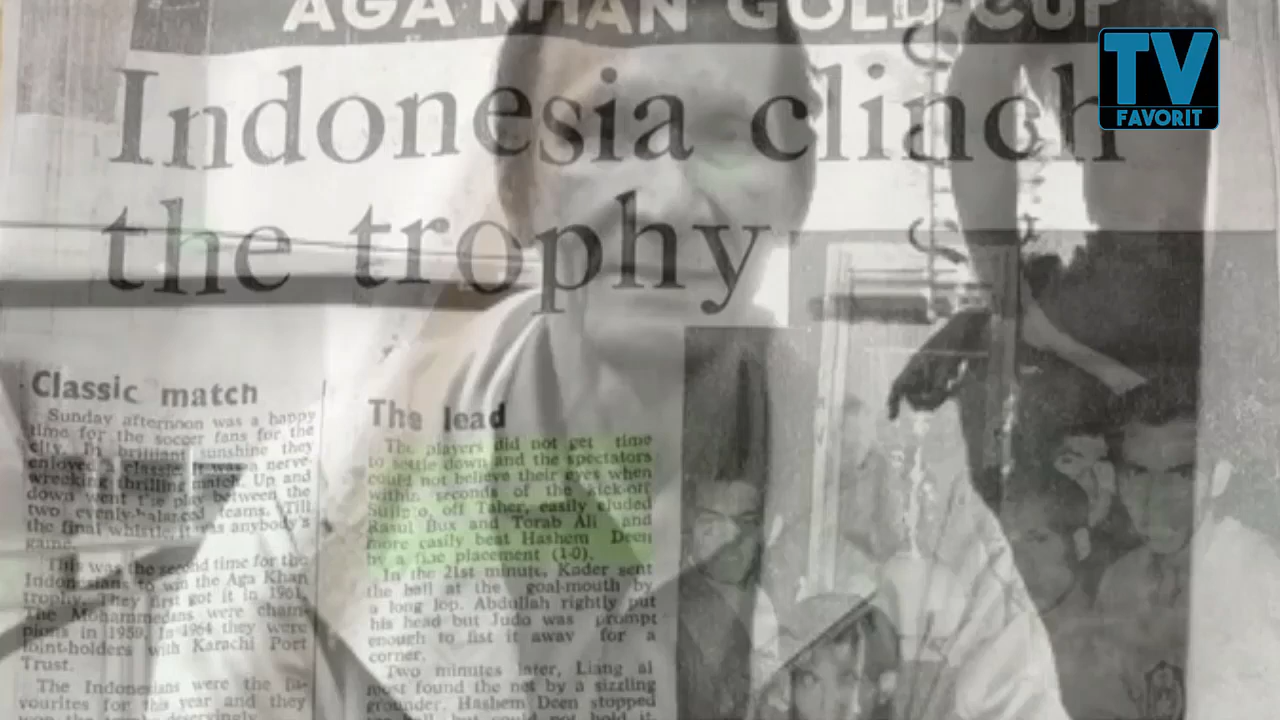 AGA KHAN GOLD CUP
TV
FAVORIT
Indonesia clinch
the trophy
Classic match
Sunday afternoon was a happy
time for the soccer fans for the
city. In brilliant sunshine they
enjoyed a classic. It was a nerve
wrecking thrilling match. Up and
down went the play between the
two evenly-balanced teams. Till
the final whistle, it was anybody's
game.
This was the second time for the
Indonesians to win the Aga Khan
trophy. They first got it in 1961.
The Mohammedans were cham-
pions in 1959. In 1964 they were
joint-holders with Karachi Port
Trust.
The Indonesians were the fa-
vourites for this year and they
won the trophy deservingly.
The lead
The players did not get time
to settle down and the spectators
could not believe their eyes when
within seconds of the kick-off
off Taher, easily eluded
Rasul Bux and Torab Ali and
more easily beat Hashem Deen
by a fine placement (1-0).
In the 21st minute, Kader sent
the ball at the goal-mouth by
a long lop. Abdullah rightly put
his head but Judo was prompt
enough to fist it away for a
corner.
Two minutes later, Liang al
most found the net by a sizzling
grounder. Hashem Deen stopped
ball but could not hold it.